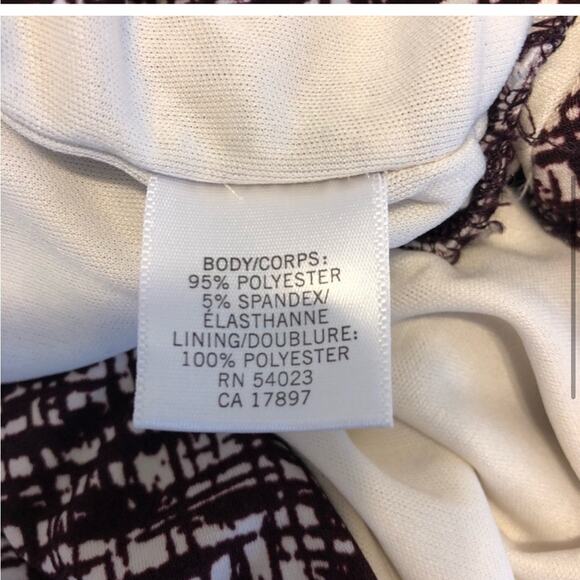 BODY/CORPS:
95% POLYESTER
5% SPANDEX/
ÉLASTHANNE
LINING/DOUBLURE:
100% POLYESTER
RN 54023
CA 17897